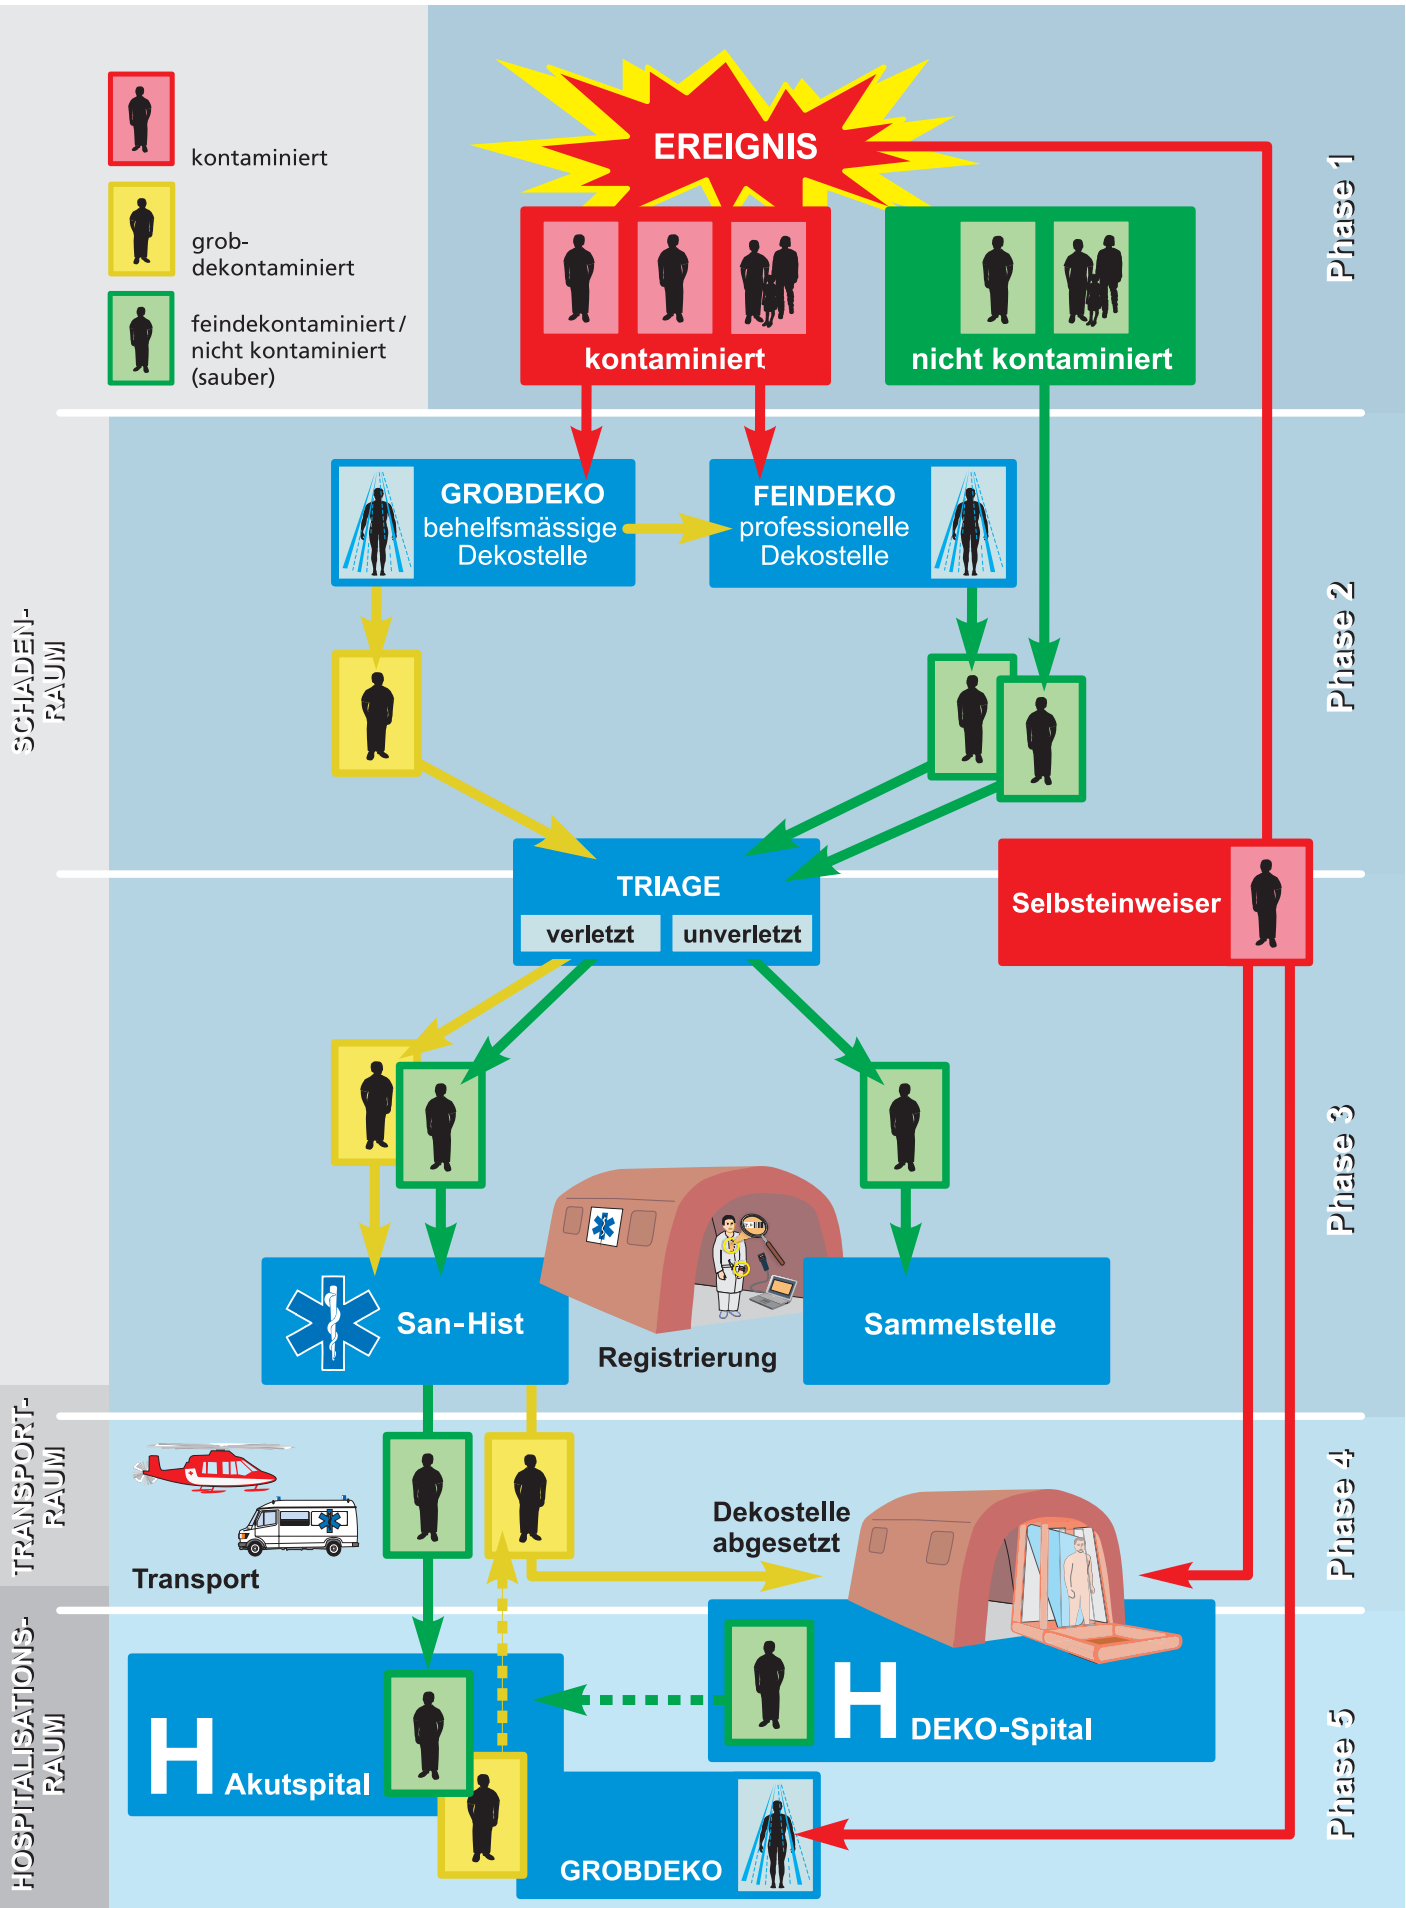 kontaminiert
grob-
dekontaminiert
feindekontaminiert /
nicht kontaminiert
(sauber)
EREIGNIS
kontaminiert
nicht kontaminiert
Phase 1
GROBDEKO
behelfsmässige
Dekostelle
FEINDEKO
professionelle
Dekostelle
SCHADEN-
RAUM
Phase 2
TRIAGE
verletzt
unverletzt
Selbsteinweiser
Phase 3
San-Hist
Registrierung
Sammelstelle
TRANSPORT-
RAUM
Transport
Dekostelle
abgesetzt
Phase 4
HOSPITALISATIONS-
RAUM
H Akutspital
H DEKO-Spital
GROBDEKO
Phase 5